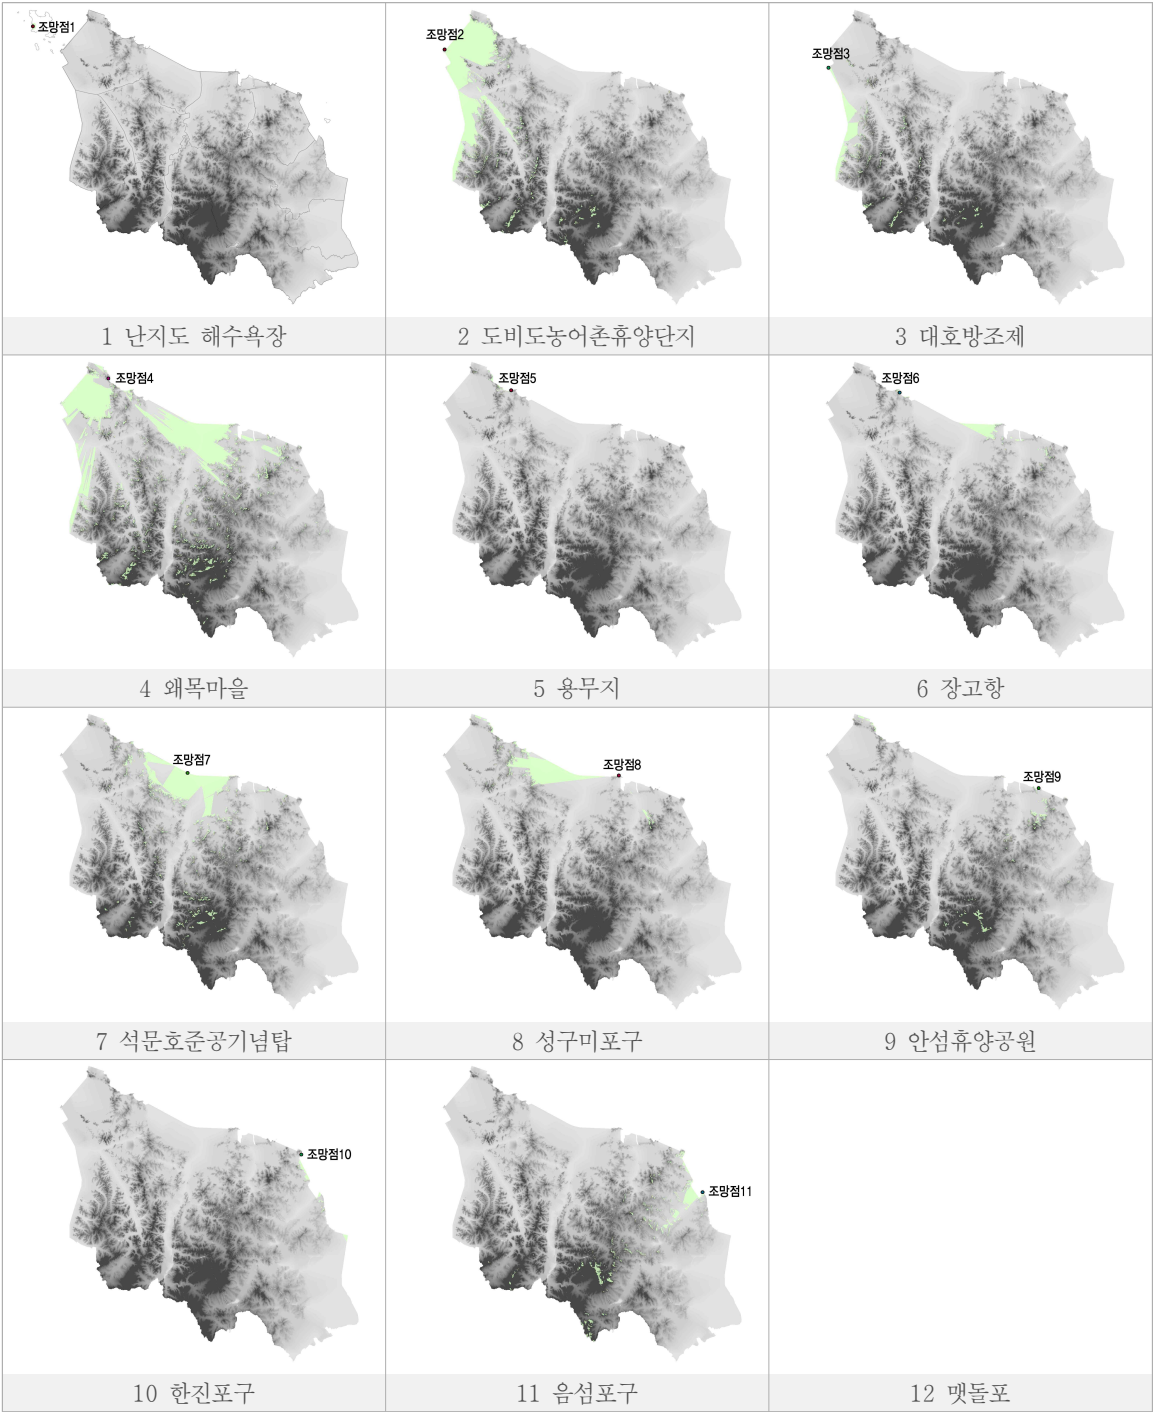 조망점1
조망점2
조망점3
1 난지도 해수욕장
2 도비도농어촌휴양단지
3 대호방조제
조망점4
조망점5
조망점6
4 왜목마을
5 용무지
6 장고항
조망점7
조망점8
조망점9
7 석문호준공기념탑
8 성구미포구
9 안섬휴양공원
조망점10
조망점11
10 한진포구
11 음섬포구
12 맷돌포